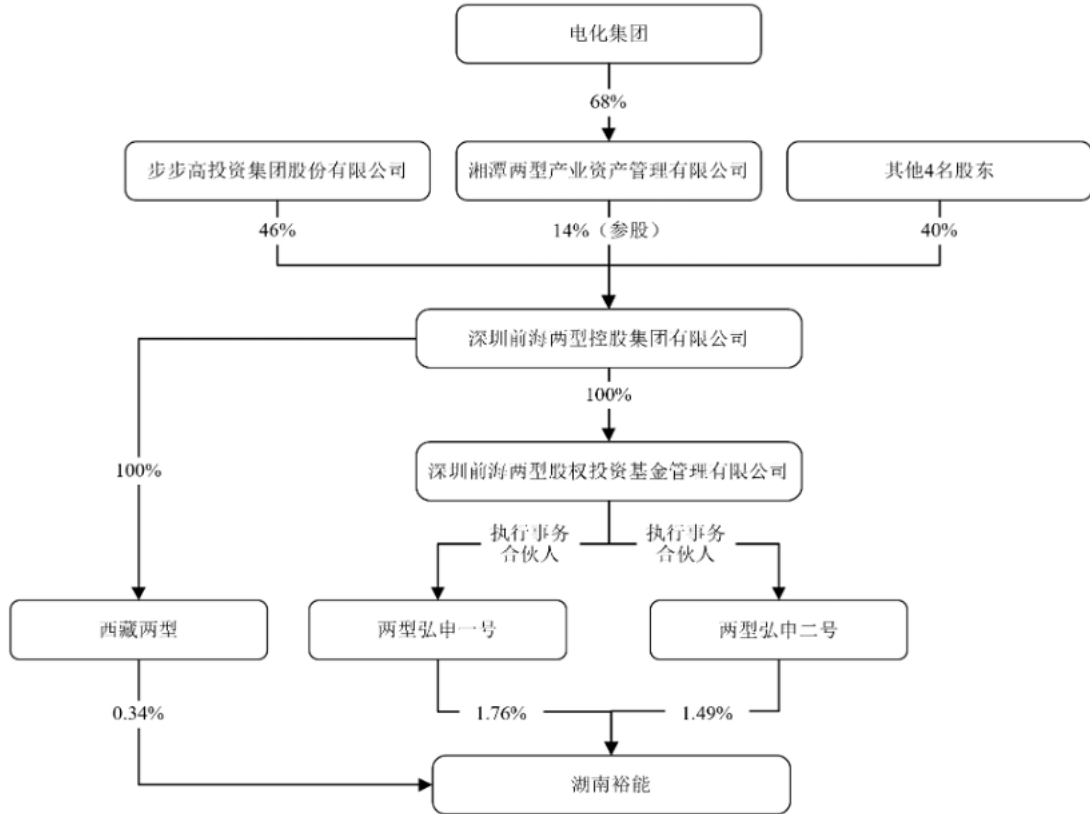 电化集团
68%
步步高投资集团股份有限公司
湘潭两型产业资产管理有限公司
其他4名股东
46%
14%（参股）
40%
深圳前海两型控股集团有限公司
100%
深圳前海两型股权投资基金管理有限公司
100%
执行事务
合伙人
执行事务
合伙人
西藏两型
两型弘申一号
两型弘申二号
0.34%
1.76%
1.49%
湖南裕能